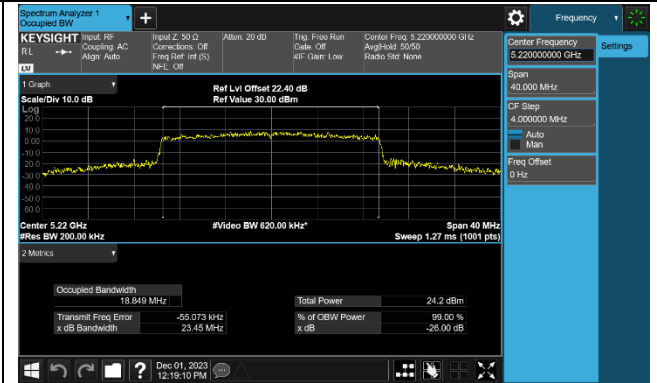 Spectrum Analyzer 1
Occupied BW
Frequency
KEYSIGHT
RL
LXI
Input: RF
Coupling: AC
Align: Auto
Input Z: 50 Ω
Corrections: Off
Freq Ref: Int (S)
NFE: Off
Atten: 20 dB
Trig: Free Run
Gate: Off
#IF Gain: Low
Center Freq: 5.220000000 GHz
Avg|Hold: 50/50
Radio Std: None
Center Frequency
5.220000000 GHz
Settings
Span
40.000 MHz
CF Step
4.000000 MHz
Auto
Man
Freq Offset
0 Hz
1 Graph
Scale/Div 10.0 dB
Ref Lvl Offset 22.40 dB
Ref Value 30.00 dBm
Log
20.0
10.0
0.00
-10.0
-20.0
-30.0
-40.0
-50.0
-60.0
Center 5.22 GHz
#Video BW 620.00 kHz*
Span 40 MHz
#Res BW 200.00 kHz
Sweep 1.27 ms (1001 pts)
2 Metrics
Occupied Bandwidth
18.849 MHz
Total Power 24.2 dBm
Transmit Freq Error -55.073 kHz
% of OBW Power 99.00 %
x dB Bandwidth 23.45 MHz
x dB -26.00 dB
Dec 01, 2023
12:19:10 PM